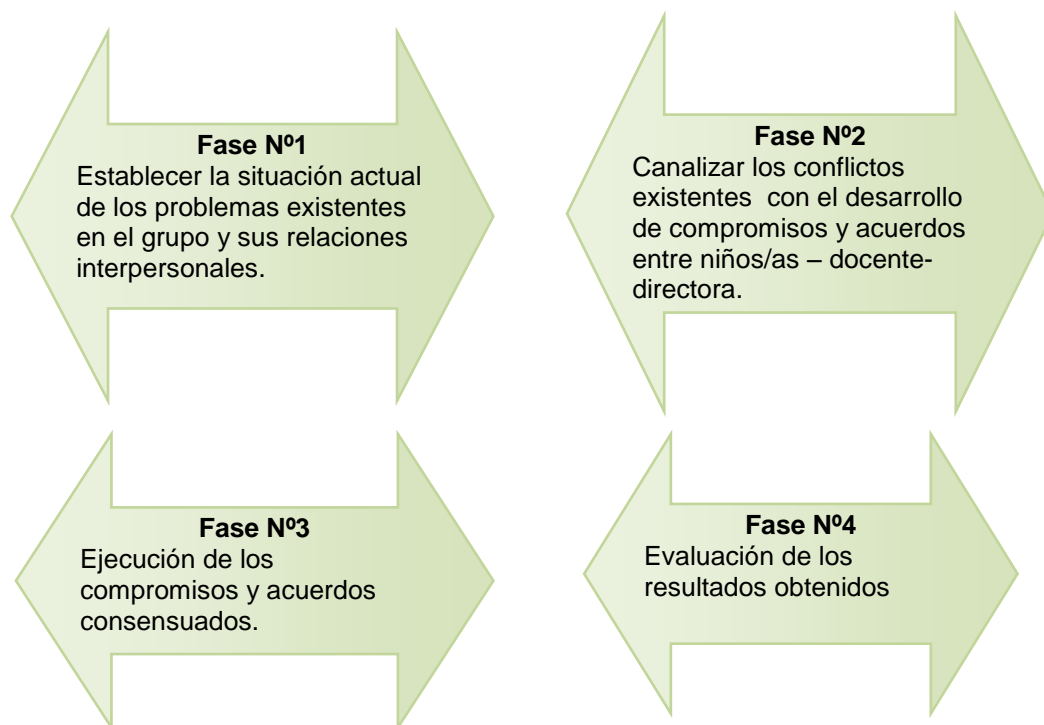 Fase Nº1
Establecer la situación actual
de los problemas existentes
en el grupo y sus relaciones
interpersonales.
Fase Nº2
Canalizar los conflictos
existentes  con el desarrollo
de compromisos y acuerdos
entre niños/as – docente-
directora.
Fase Nº3
Ejecución de los
compromisos y acuerdos
consensuados.
Fase Nº4
Evaluación de los
resultados obtenidos